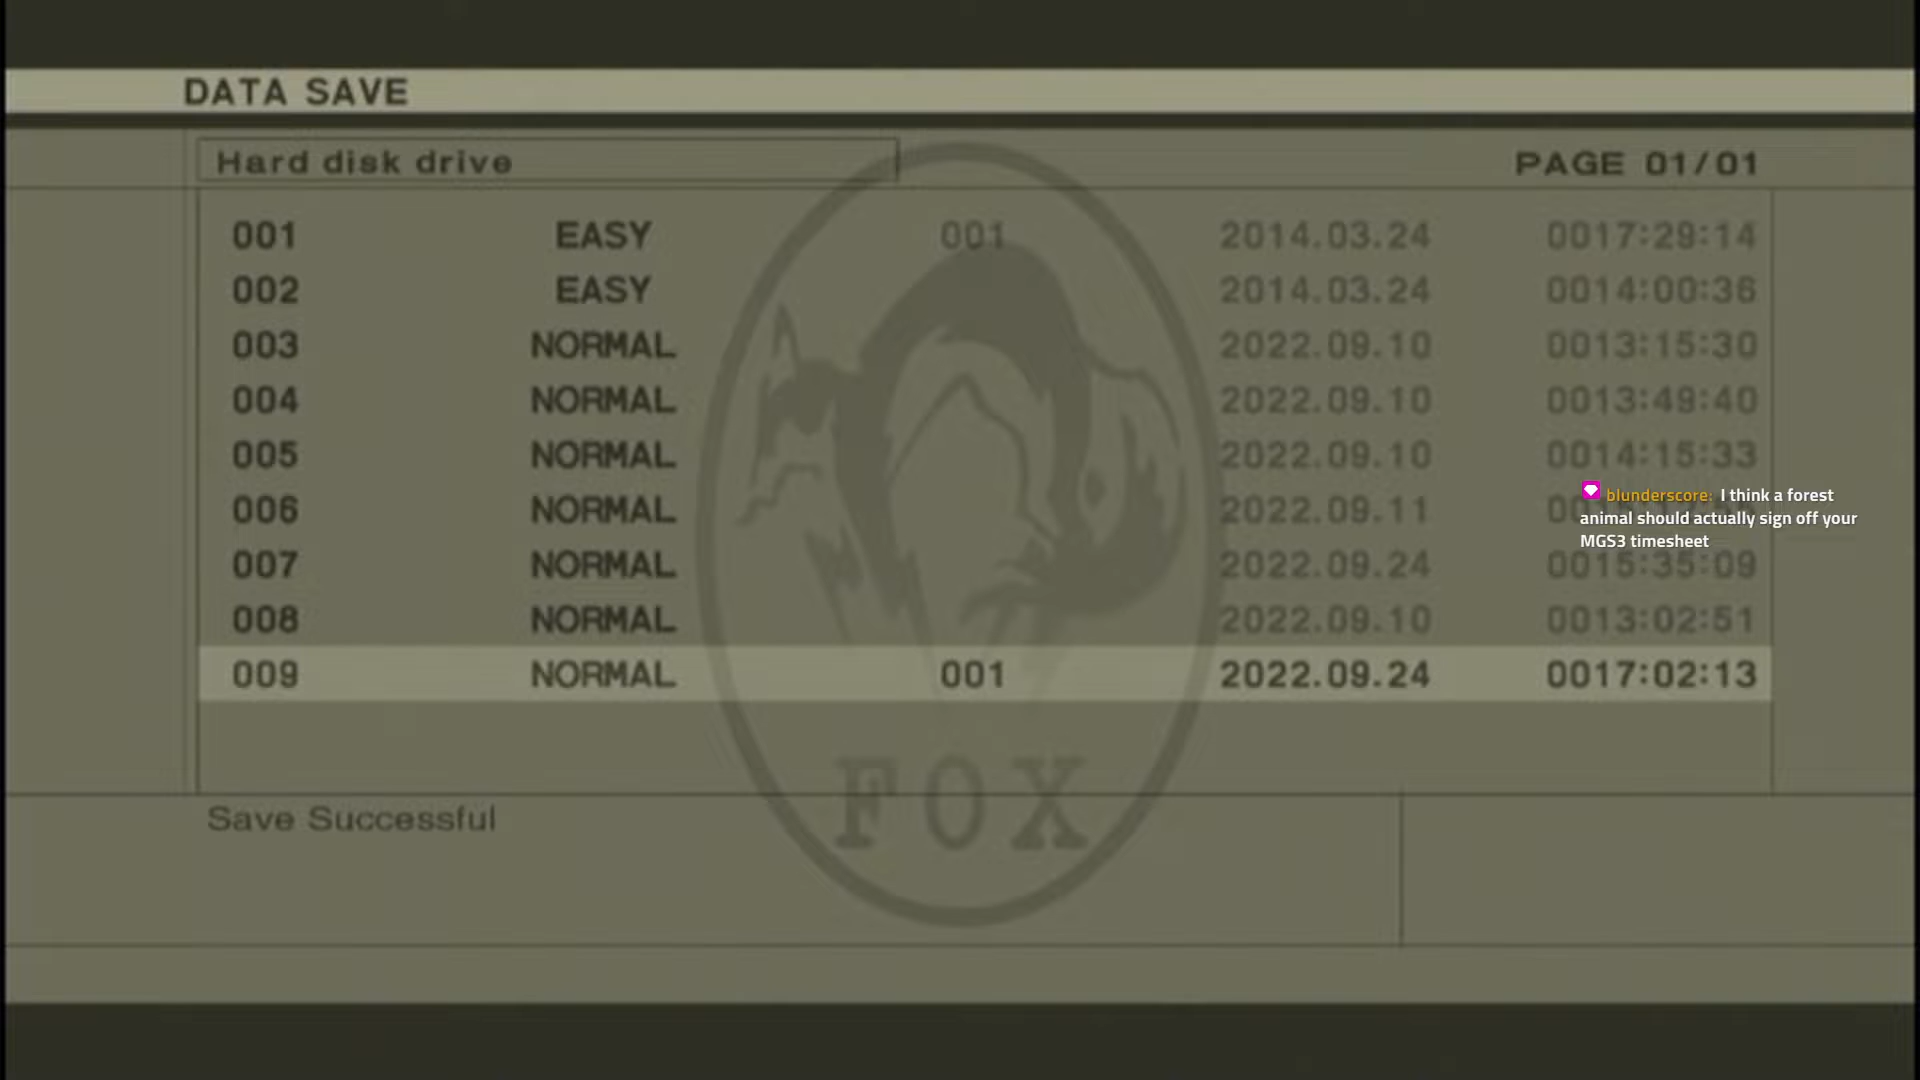 DATA SAVE
Hard disk drive PAGE 01/01
001 EASY 001 2014.03.24 0017:29:14
002 EASY 2014.03.24 0014:00:36
003 NORMAL 2022.09.10 0013:15:30
004 NORMAL 2022.09.10 0013:49:40
005 NORMAL 2022.09.10 0014:15:33
006 NORMAL 2022.09.11
blunderscore: I think a forest
animal should actually sign off your
MGS3 timesheet
007 NORMAL 2022.09.24 0015:35:09
008 NORMAL 2022.09.10 0013:02:51
009 NORMAL 001 2022.09.24 0017:02:13
FOX
Save Successful